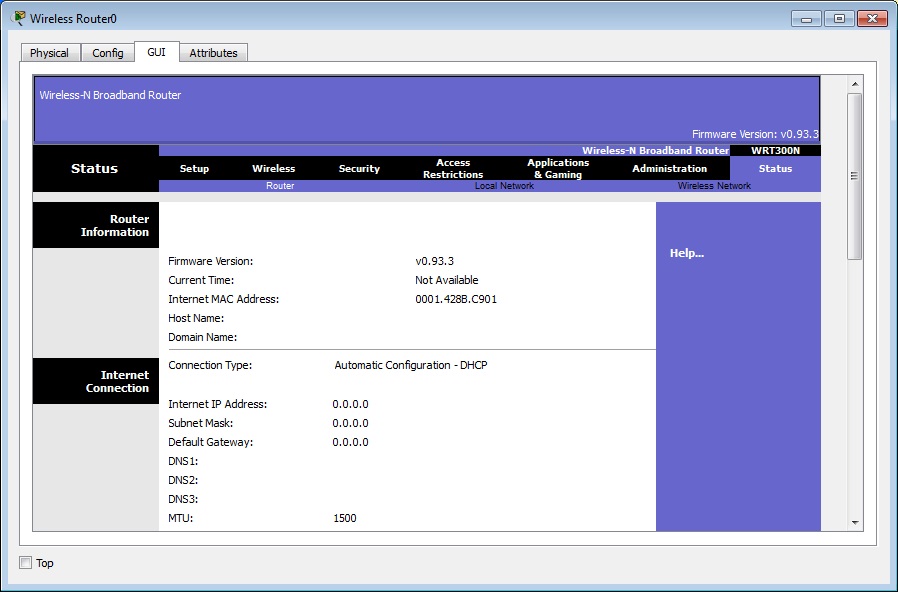 Wireless Router0
Physical Config GUI Attributes
Wireless-N Broadband Router
Firmware Version: v0.93.3
Wireless-N Broadband Router WRT300N
Status Setup Wireless Security Access Restrictions Applications & Gaming Administration Status
Router Local Network Wireless Network
Router Information
Help...
Firmware Version: v0.93.3
Current Time: Not Available
Internet MAC Address: 0001.428B.C901
Host Name:
Domain Name:
Internet Connection
Connection Type: Automatic Configuration - DHCP
Internet IP Address: 0.0.0.0
Subnet Mask: 0.0.0.0
Default Gateway: 0.0.0.0
DNS1:
DNS2:
DNS3:
MTU: 1500
Top